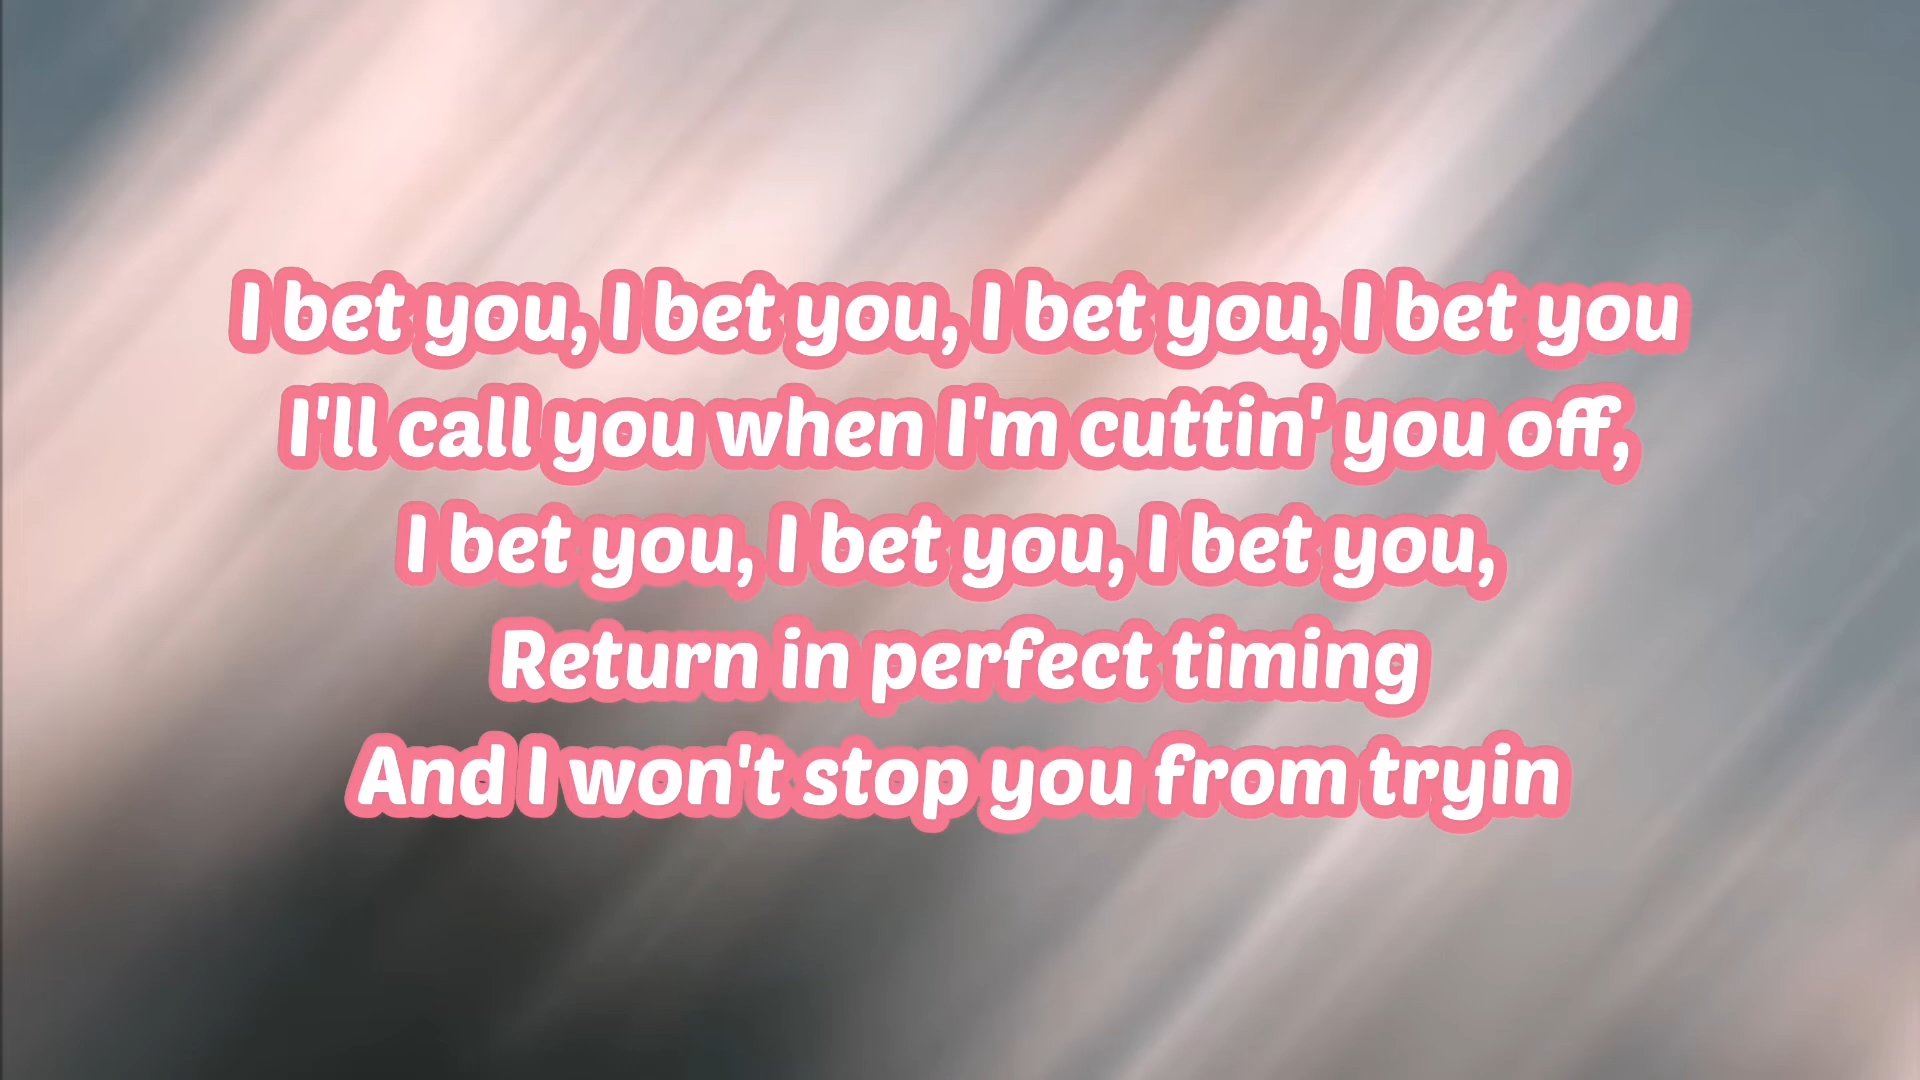 I bet you, I bet you, I bet you, I bet you
I'll call you when I'm cuttin' you off,
I bet you, I bet you, I bet you,
Return in perfect timing
And I won't stop you from tryin